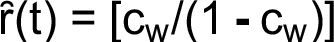 r̂(t) = [c_w/(1 - c_w)]